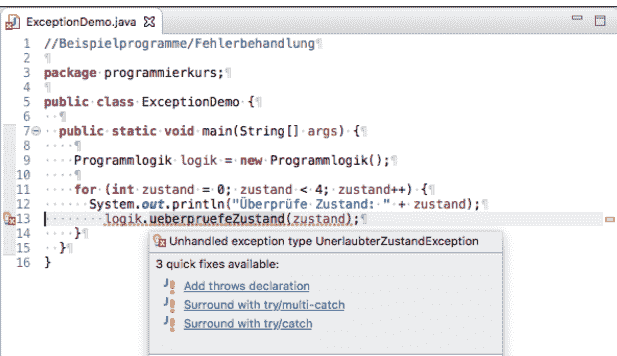 ExceptionDemo.java
1 //Beispielprogramme/Fehlerbehandlung¶
2 ¶
3 package·programmierkurs;¶
4 ¶
5 public·class·ExceptionDemo·{¶
6 ··¶
7 ··public·static·void·main(String[]·args)·{¶
8 ····¶
9 ····Programmlogik·logik·=·new·Programmlogik();¶
10 ····¶
11 ····for·(int·zustand·=·0;·zustand·<·4;·zustand++)·{¶
12 ······System.out.println("Überprüfe·Zustand:·"·+·zustand);¶
13 ········logik.ueberpruefeZustand(zustand);¶
14 ····}¶
15 ··}¶
16 }
Unhandled exception type UnerlaubterZustandException
3 quick fixes available:
Add throws declaration
Surround with try/multi-catch
Surround with try/catch